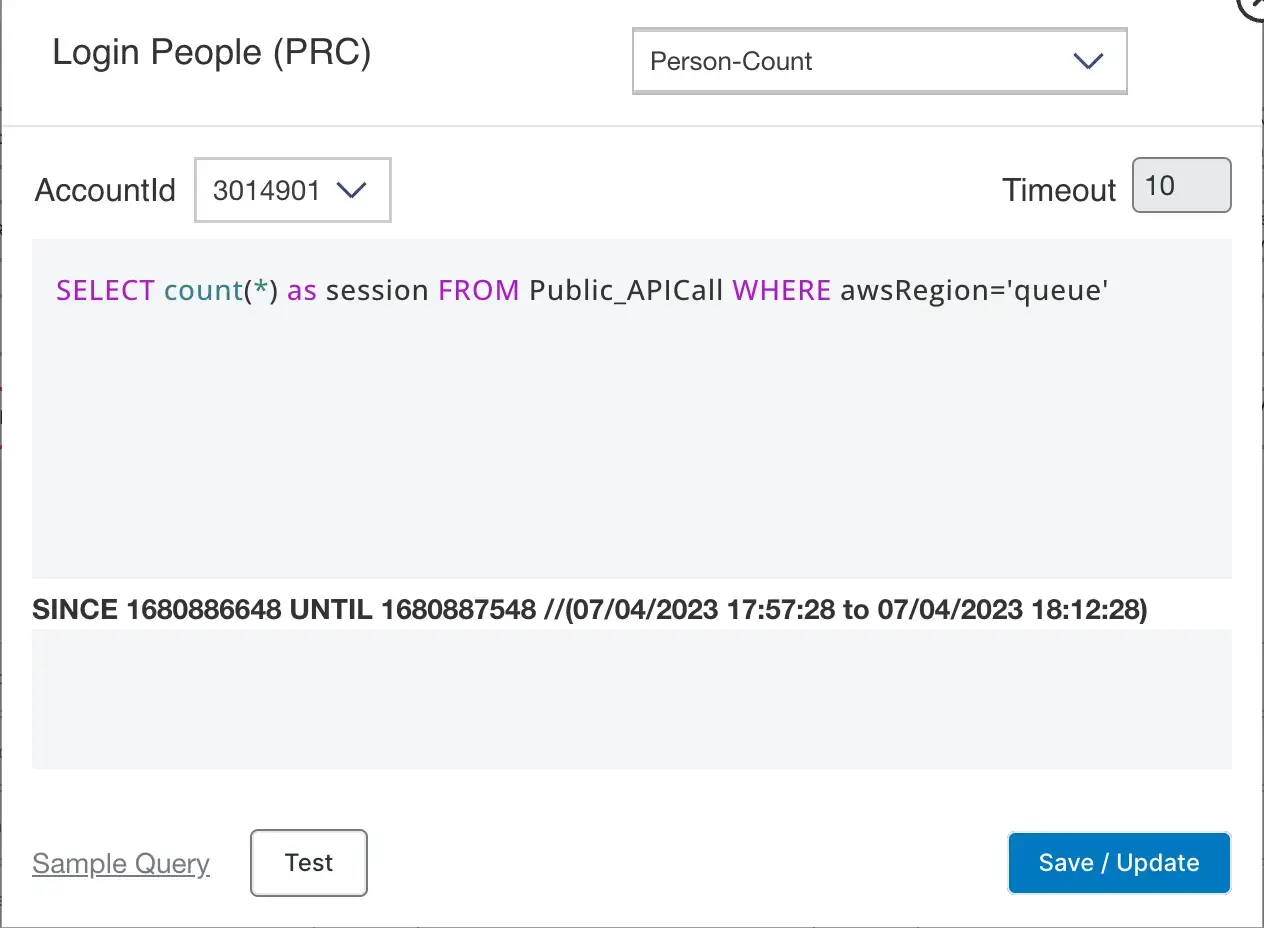 Login People (PRC)
Person-Count
AccountId 3014901
Timeout 10
SELECT count(*) as session FROM Public_APICall WHERE awsRegion='queue'
SINCE 1680886648 UNTIL 1680887548 //(07/04/2023 17:57:28 to 07/04/2023 18:12:28)
Sample Query
Test
Save / Update